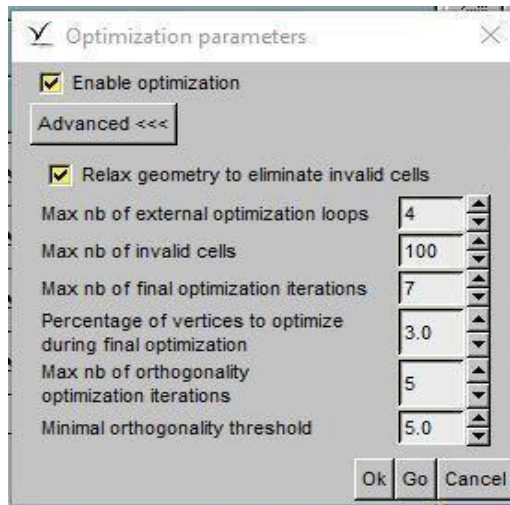 Optimization parameters
Enable optimization
Advanced <<<
Relax geometry to eliminate invalid cells
Max nb of external optimization loops 4
Max nb of invalid cells 100
Max nb of final optimization iterations 7
Percentage of vertices to optimize
during final optimization 3.0
Max nb of orthogonality
optimization iterations 5
Minimal orthogonality threshold 5.0
Ok Go Cancel